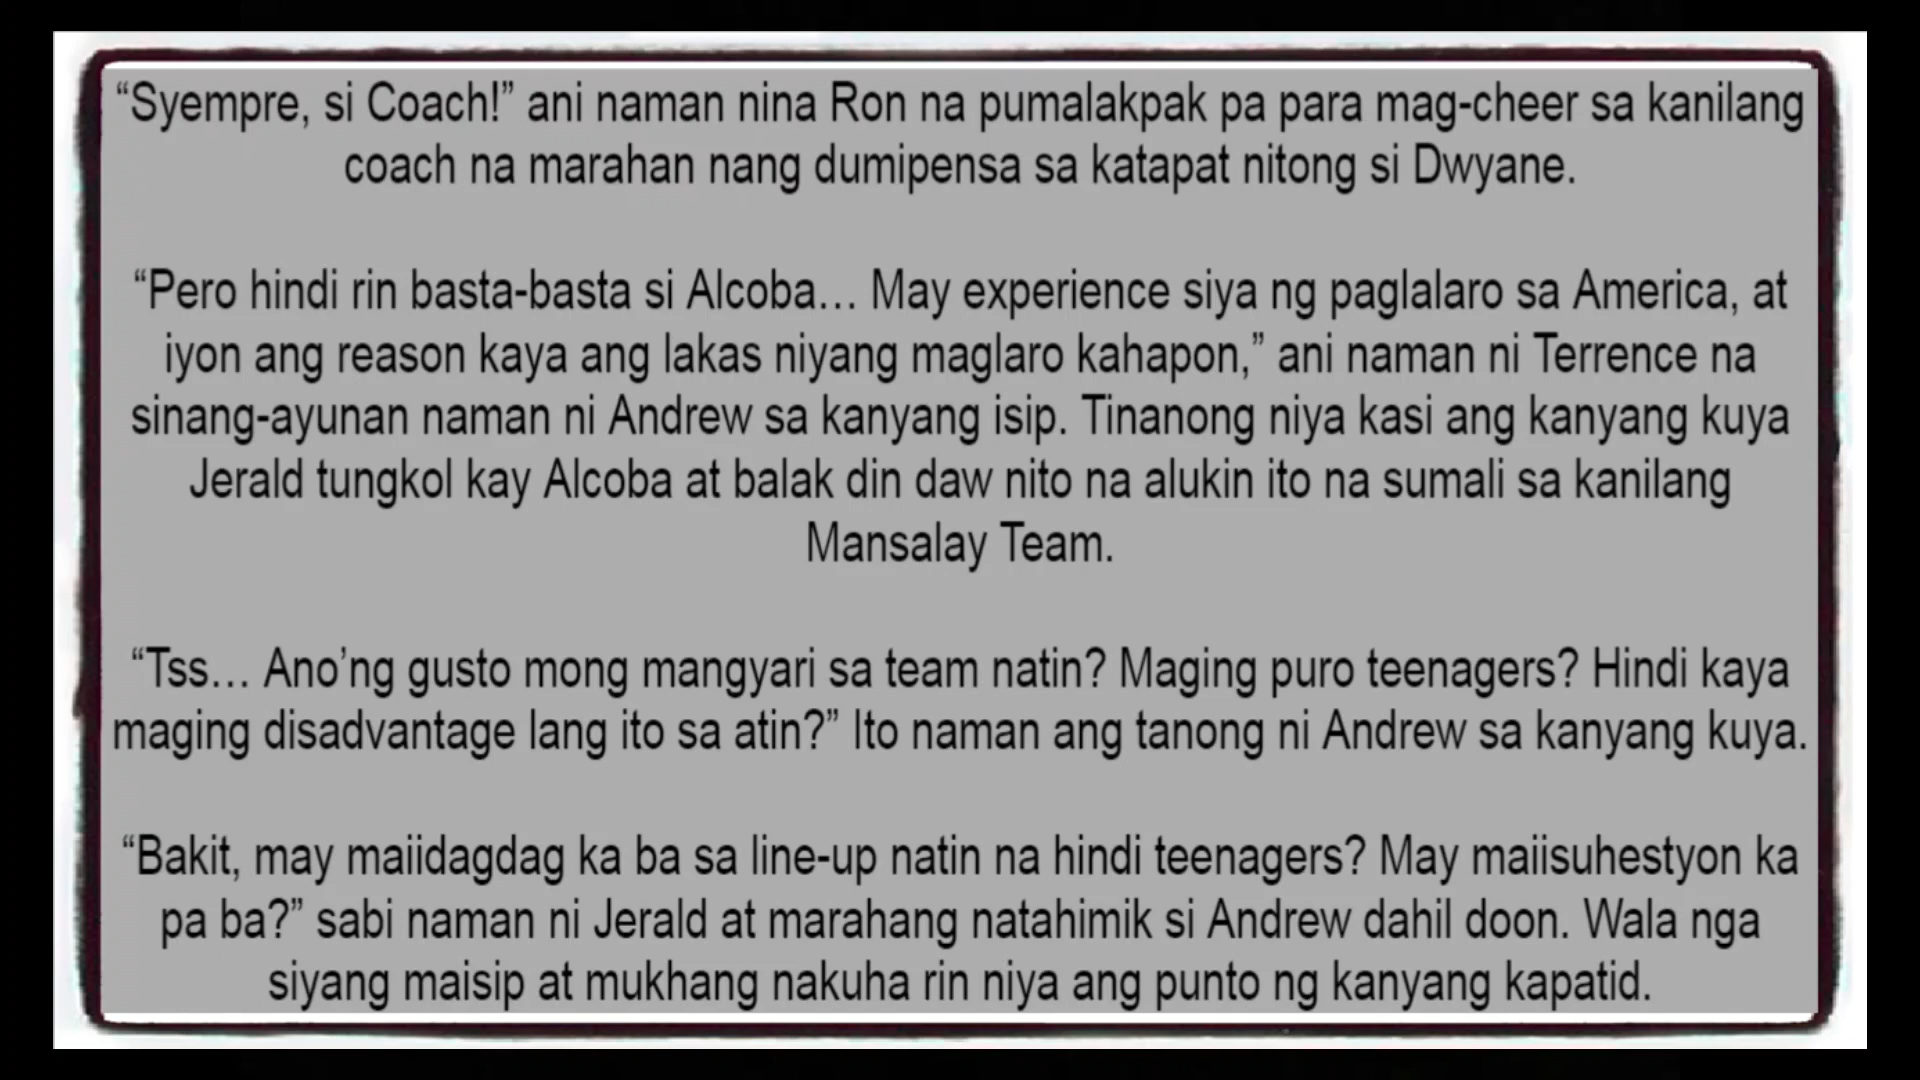 “Syempre, si Coach!” ani naman nina Ron na pumalakpak pa para mag-cheer sa kanilang
coach na marahan nang dumipensa sa katapat nitong si Dwyane.
“Pero hindi rin basta-basta si Alcoba… May experience siya ng paglalaro sa America, at
iyon ang reason kaya ang lakas niyang maglaro kahapon,” ani naman ni Terrence na
sinang-ayunan naman ni Andrew sa kanyang isip. Tinanong niya kasi ang kanyang kuya
Jerald tungkol kay Alcoba at balak din daw nito na alukin ito na sumali sa kanilang
Mansalay Team.
“Tss… Ano’ng gusto mong mangyari sa team natin? Maging puro teenagers? Hindi kaya
maging disadvantage lang ito sa atin?” Ito naman ang tanong ni Andrew sa kanyang kuya.
“Bakit, may maiidagdag ka ba sa line-up natin na hindi teenagers? May maiisuhestyon ka
pa ba?” sabi naman ni Jerald at marahang natahimik si Andrew dahil doon. Wala nga
siyang maisip at mukhang nakuha rin niya ang punto ng kanyang kapatid.